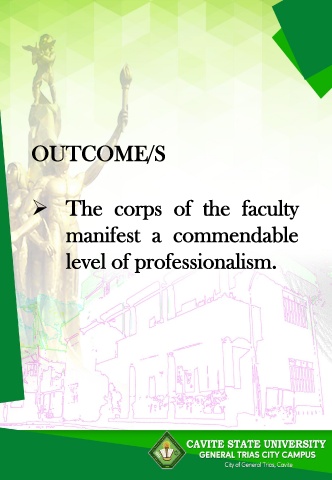 OUTCOME/S
➢ The corps of the faculty
manifest a commendable
level of professionalism.
CAVITE STATE UNIVERSITY
GENERAL TRIAS CITY CAMPUS
City of General Trias, Cavite